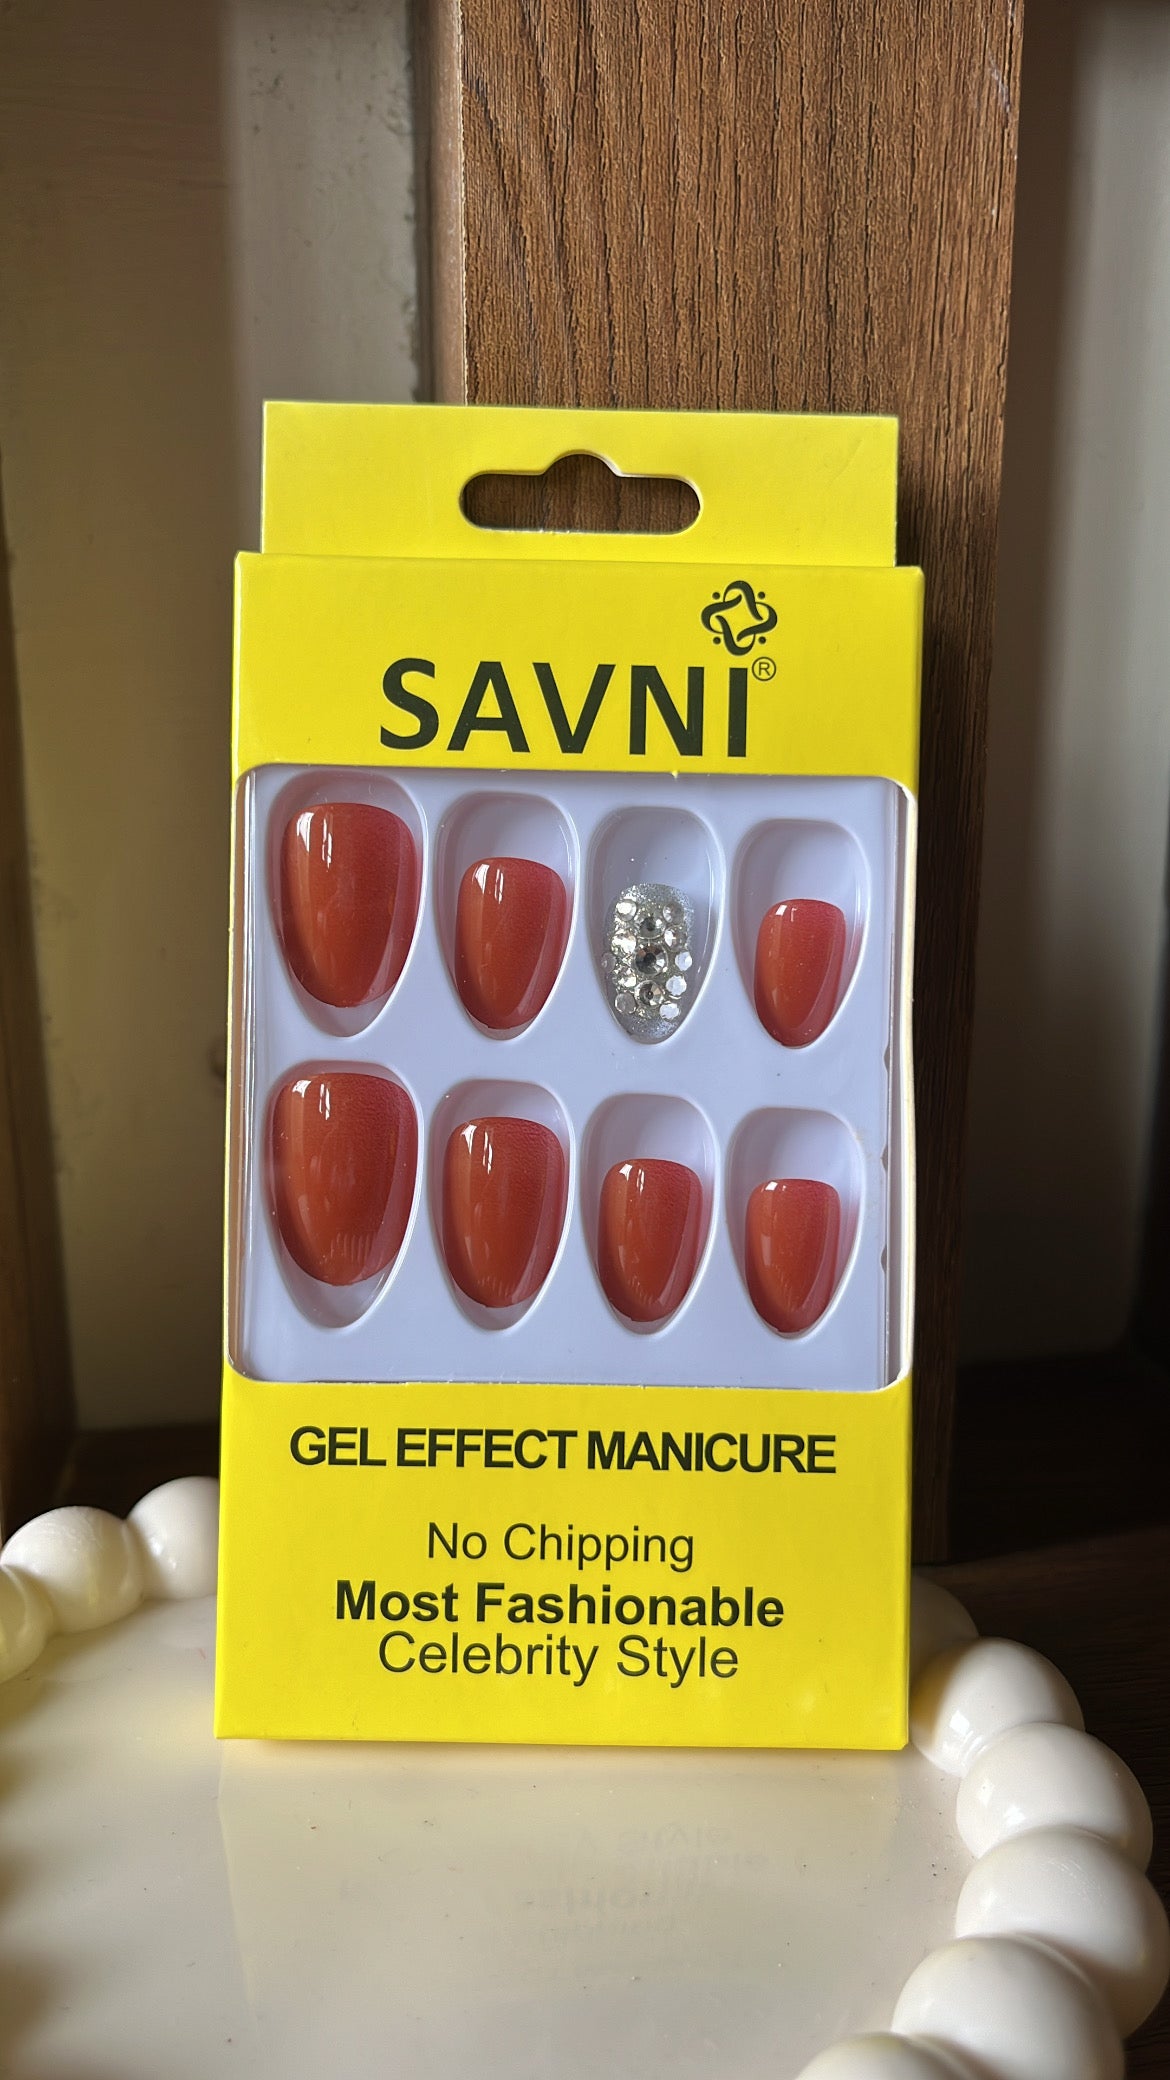 SAVNI®
GEL EFFECT MANICURE
No Chipping
Most Fashionable
Celebrity Style